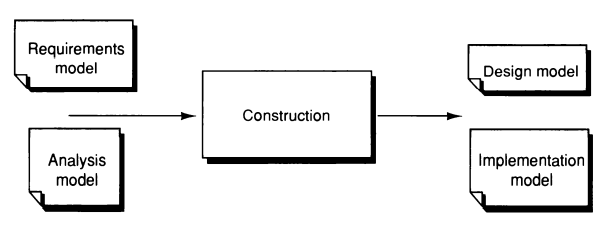 Requirements
model
Analysis
model
Construction
Design model
Implementation
model